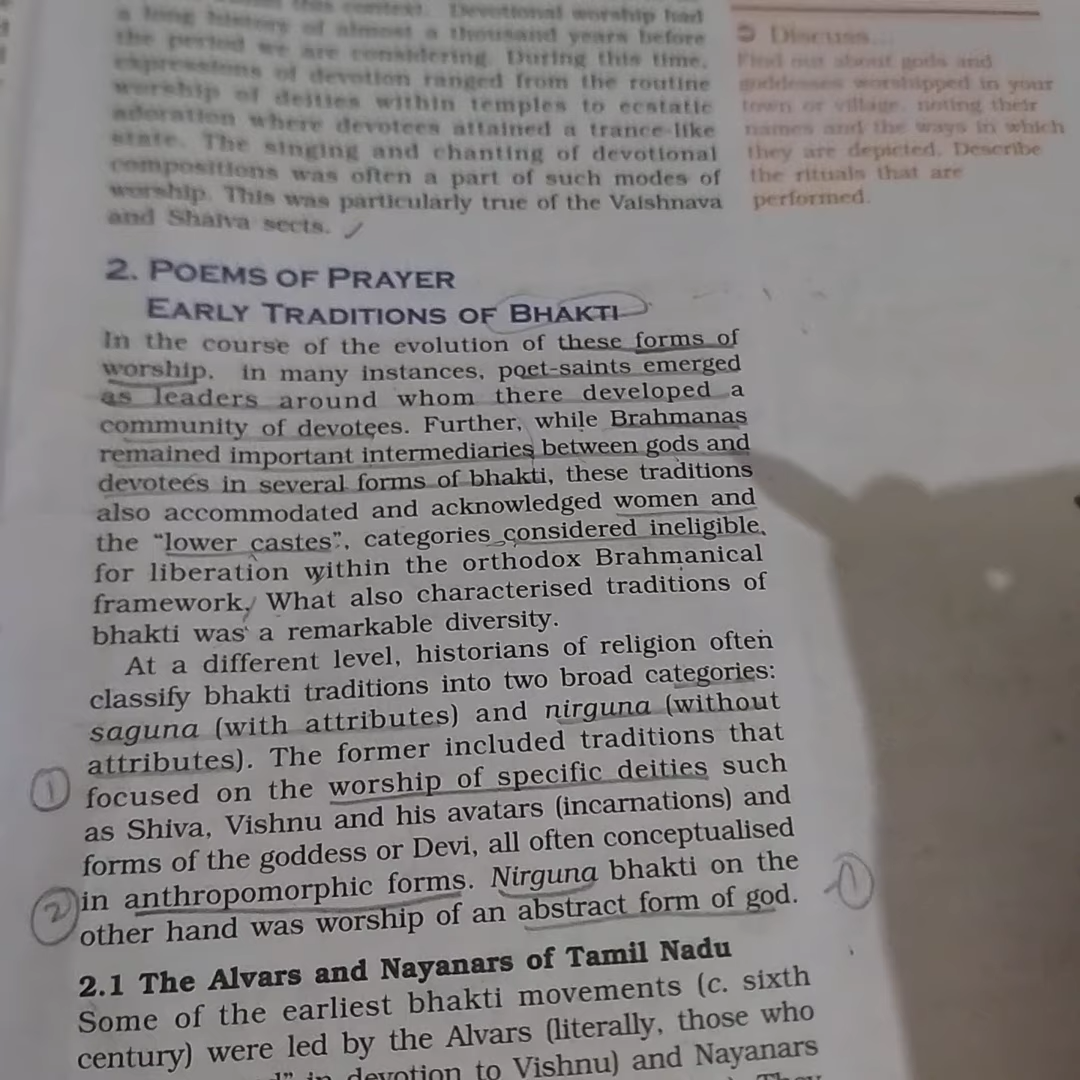 this context. Devotional worship had
a long history of almost a thousand years before
the period we are considering. During this time,
expressions of devotion ranged from the routine
worship of deities within temples to ecstatic
adoration where devotees attained a trance-like
state. The singing and chanting of devotional
compositions was often a part of such modes of
worship. This was particularly true of the Vaishnava
and Shaiva sects.
Discuss...
Find out about gods and
goddesses worshipped in your
town or village, noting their
names and the ways in which
they are depicted. Describe
the rituals that are
performed.
2. POEMS OF PRAYER
EARLY TRADITIONS OF BHAKTI
In the course of the evolution of these forms of
worship, in many instances, poet-saints emerged
as leaders around whom there developed a
community of devotees. Further, while Brahmanas
remained important intermediaries between gods and
devotees in several forms of bhakti, these traditions
also accommodated and acknowledged women and
the “lower castes”, categories considered ineligible
for liberation within the orthodox Brahmanical
framework. What also characterised traditions of
bhakti was a remarkable diversity.
At a different level, historians of religion often
classify bhakti traditions into two broad categories:
saguna (with attributes) and nirguna (without
attributes). The former included traditions that
1 focused on the worship of specific deities such
as Shiva, Vishnu and his avatars (incarnations) and
forms of the goddess or Devi, all often conceptualised
2 in anthropomorphic forms. Nirguna bhakti on the
other hand was worship of an abstract form of god. 1
2.1 The Alvars and Nayanars of Tamil Nadu
Some of the earliest bhakti movements (c. sixth
century) were led by the Alvars (literally, those who
in devotion to Vishnu) and Nayanars
They